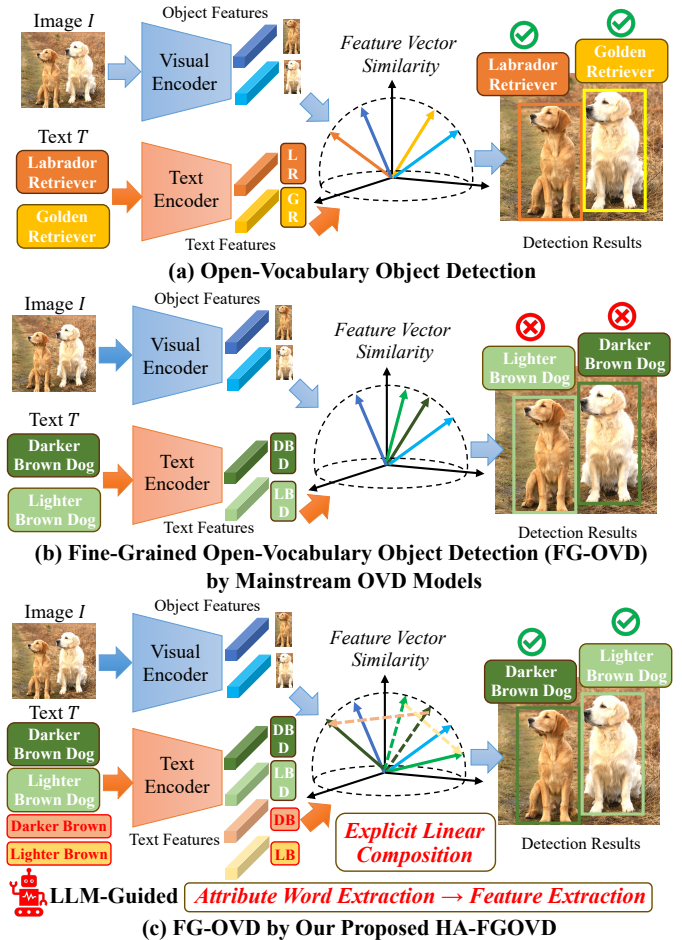 Image I
Object Features
Visual
Encoder
Feature Vector
Similarity
Labrador
Retriever
Golden
Retriever
Text T
Labrador
Retriever
Golden
Retriever
Text
Encoder
L
R
G
R
Text Features
Detection Results
(a) Open-Vocabulary Object Detection
Image I
Object Features
Visual
Encoder
Feature Vector
Similarity
Lighter
Brown Dog
Darker
Brown Dog
Text T
Darker
Brown Dog
Lighter
Brown Dog
Text
Encoder
DB
D
LB
D
Text Features
Detection Results
(b) Fine-Grained Open-Vocabulary Object Detection (FG-OVD)
by Mainstream OVD Models
Image I
Object Features
Visual
Encoder
Feature Vector
Similarity
Darker
Brown Dog
Lighter
Brown Dog
Text T
Darker
Brown Dog
Lighter
Brown Dog
Darker Brown
Lighter Brown
Text
Encoder
DB
D
LB
D
DB
LB
Text Features
Explicit Linear
Composition
Detection Results
LLM-Guided Attribute Word Extraction → Feature Extraction
(c) FG-OVD by Our Proposed HA-FGOVD